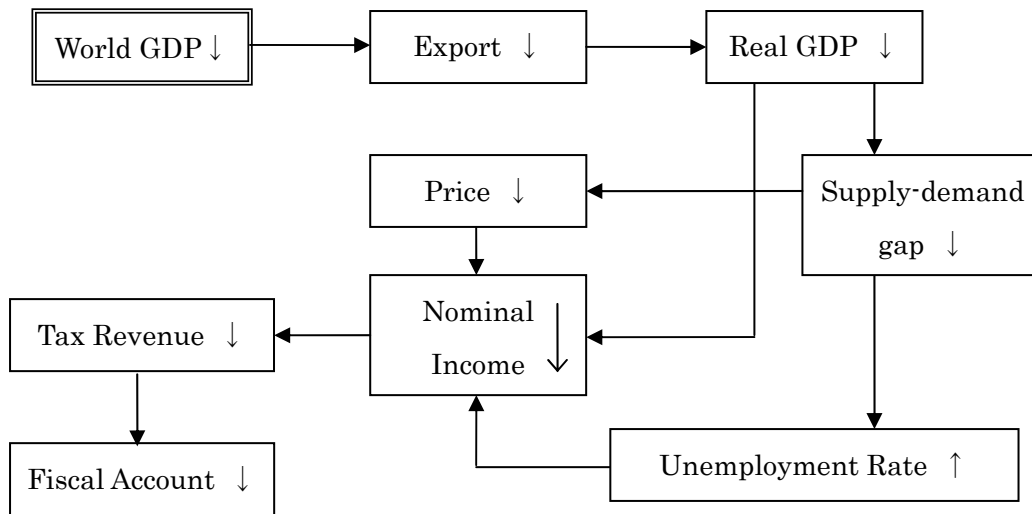 World GDP ↓
Export ↓
Real GDP ↓
Price ↓
Supply-demand
gap ↓
Nominal
Income ↓
Tax Revenue ↓
Fiscal Account ↓
Unemployment Rate ↑